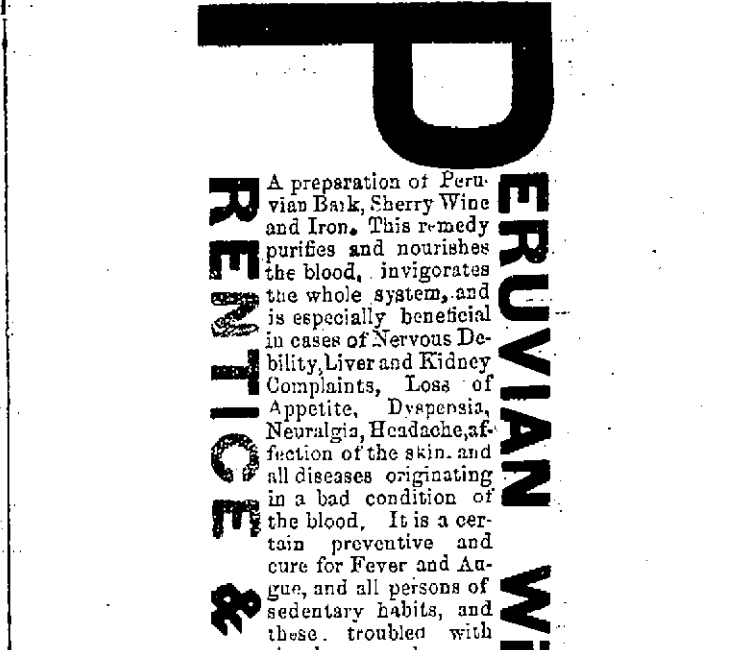 PERUVIAN Wi
RENTICE &
A preparation of Peru-
vian Bark, Sherry Wine
and Iron. This remedy
purifies and nourishes
the blood, invigorates
the whole system, and
is especially beneficial
in cases of Nervous De-
bility, Liver and Kidney
Complaints, Loss of
Appetite, Dyspensia,
Neuralgia, Headache, af-
fection of the skin. and
all diseases originating
in a bad condition of
the blood, It is a cer-
tain preventive and
cure for Fever and Au-
gue, and all persons of
sedentary habits, and
these. troubled with